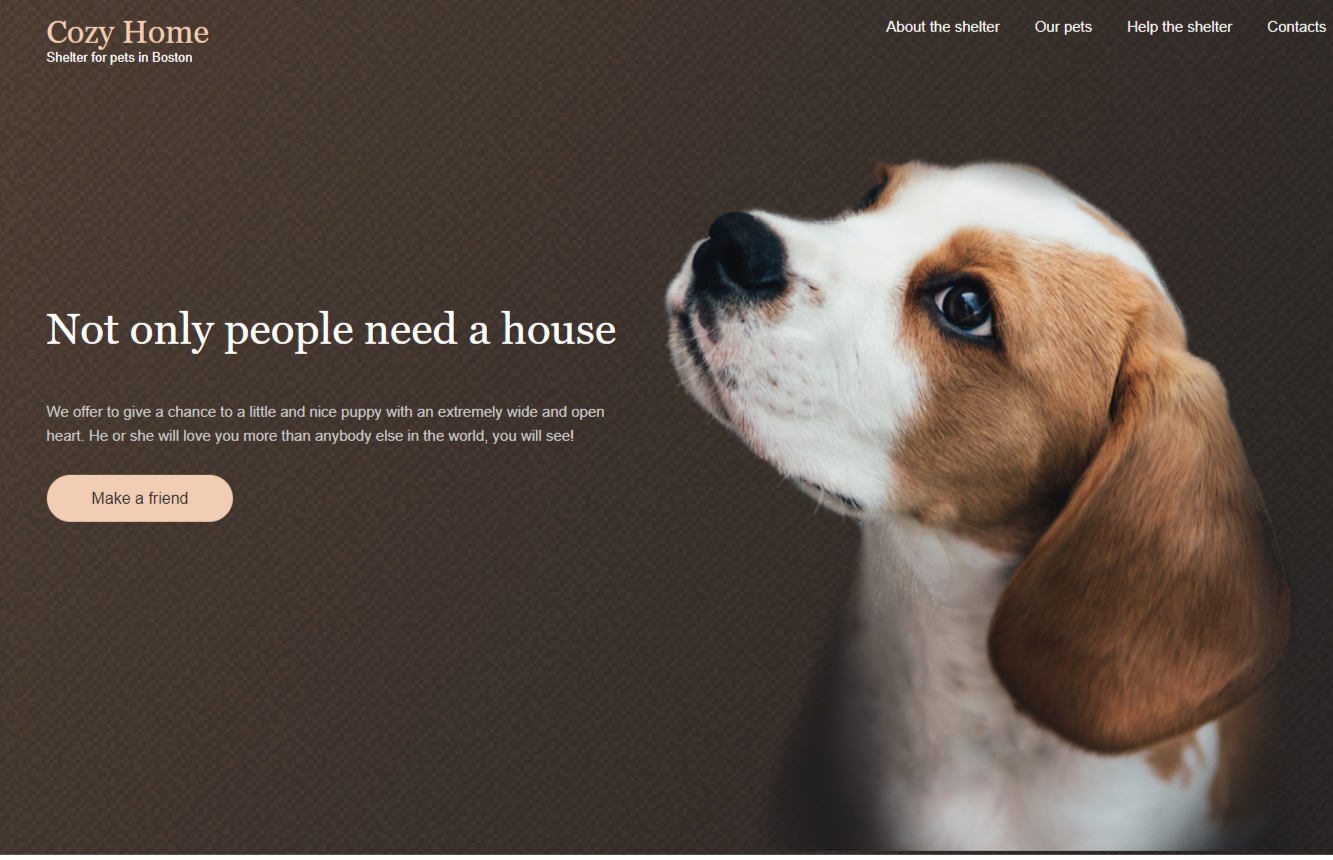 Cozy Home
Shelter for pets in Boston
About the shelter
Our pets
Help the shelter
Contacts
Not only people need a house
We offer to give a chance to a little and nice puppy with an extremely wide and open
heart. He or she will love you more than anybody else in the world, you will see!
Make a friend